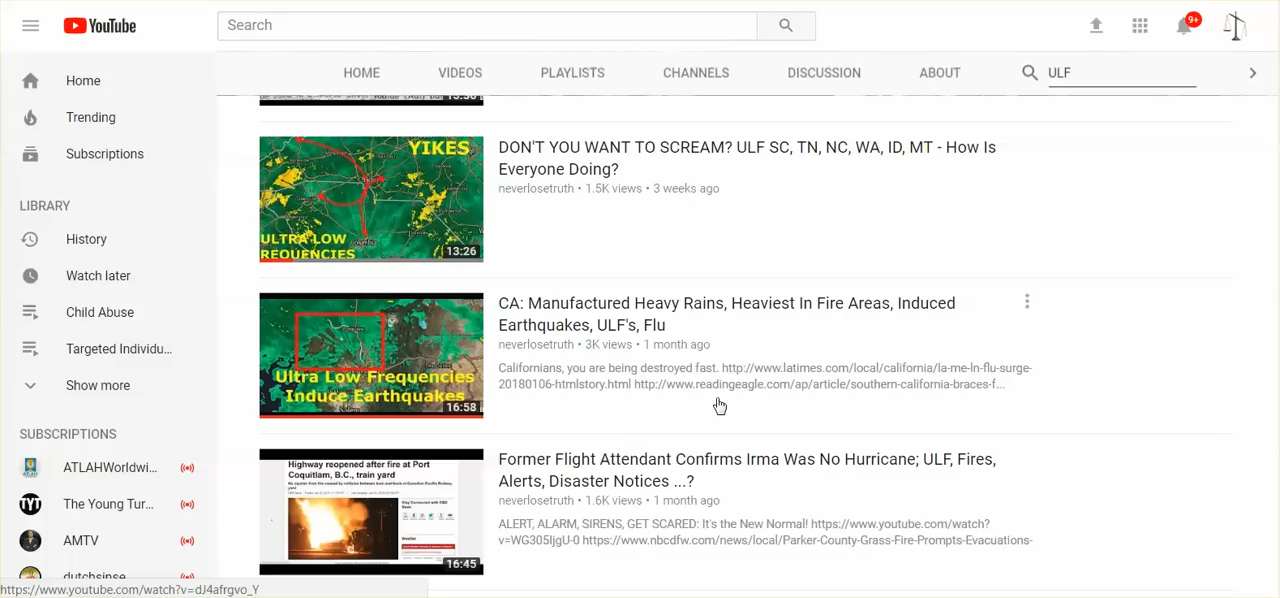 YouTube
Search
9+
HOME VIDEOS PLAYLISTS CHANNELS DISCUSSION ABOUT ULF
Home
Trending
Subscriptions
LIBRARY
History
Watch later
Child Abuse
Targeted Individu...
Show more
SUBSCRIPTIONS
ATLAHWorldwi...
TYT The Young Tur...
AMTV
dutchsinse
YIKES
ULTRA LOW
FREQUENCIES
Columbia
13:26
DON'T YOU WANT TO SCREAM? ULF SC, TN, NC, WA, ID, MT - How Is
Everyone Doing?
neverlosetruth • 1.5K views • 3 weeks ago
Ultra Low Frequencies
Induce Earthquakes
16:58
CA: Manufactured Heavy Rains, Heaviest In Fire Areas, Induced
Earthquakes, ULF's, Flu
neverlosetruth • 3K views • 1 month ago
Californians, you are being destroyed fast. http://www.latimes.com/local/california/la-me-ln-flu-surge-
20180106-htmlstory.html http://www.readingeagle.com/ap/article/southern-california-braces-f...
Highway reopened after fire at Port
Coquitlam, B.C., train yard
16:45
Former Flight Attendant Confirms Irma Was No Hurricane; ULF, Fires,
Alerts, Disaster Notices ...?
neverlosetruth • 1.6K views • 1 month ago
ALERT, ALARM, SIRENS, GET SCARED: It's the New Normal! https://www.youtube.com/watch?
v=WG305IjgU-0 https://www.nbcdfw.com/news/local/Parker-County-Grass-Fire-Prompts-Evacuations-
https://www.youtube.com/watch?v=dJ4afrgvo_Y